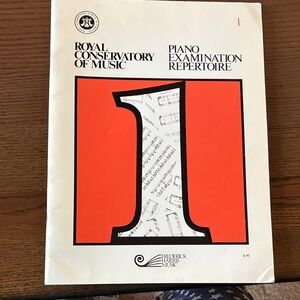 1
ROYAL
CONSERVATORY
OF MUSIC
PIANO
EXAMINATION
REPERTOIRE
1
FREDERICK
HARRIS
MUSIC